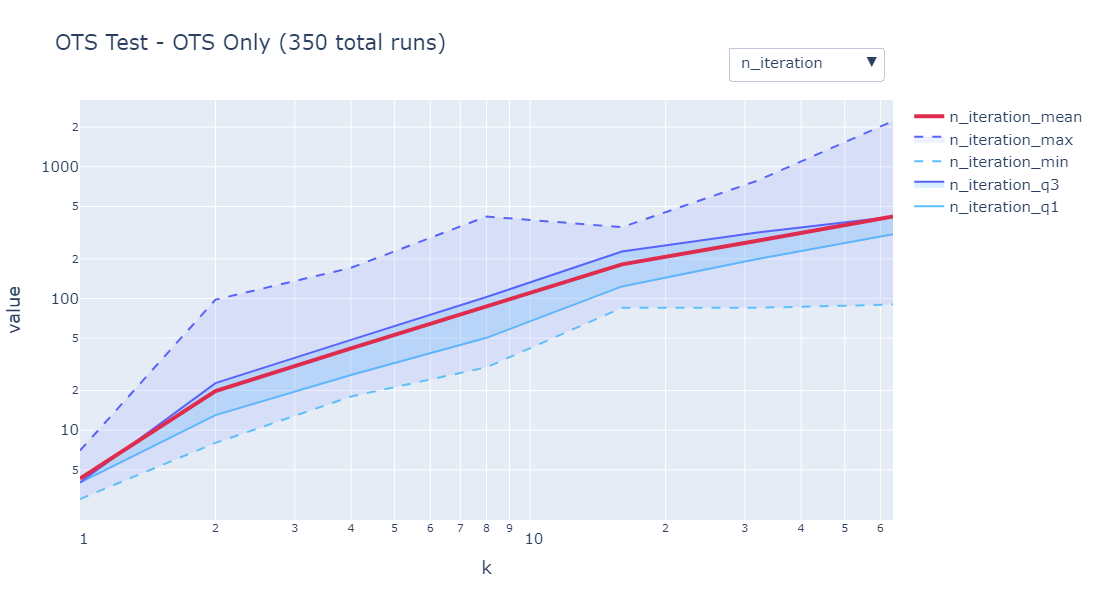 OTS Test - OTS Only (350 total runs)
n_iteration ▼
n_iteration_mean
n_iteration_max
n_iteration_min
n_iteration_q3
n_iteration_q1
value
2
1000
5
2
100
5
2
10
5
1
2
3
4
5
6
7
8
9
10
2
3
4
5
6
k